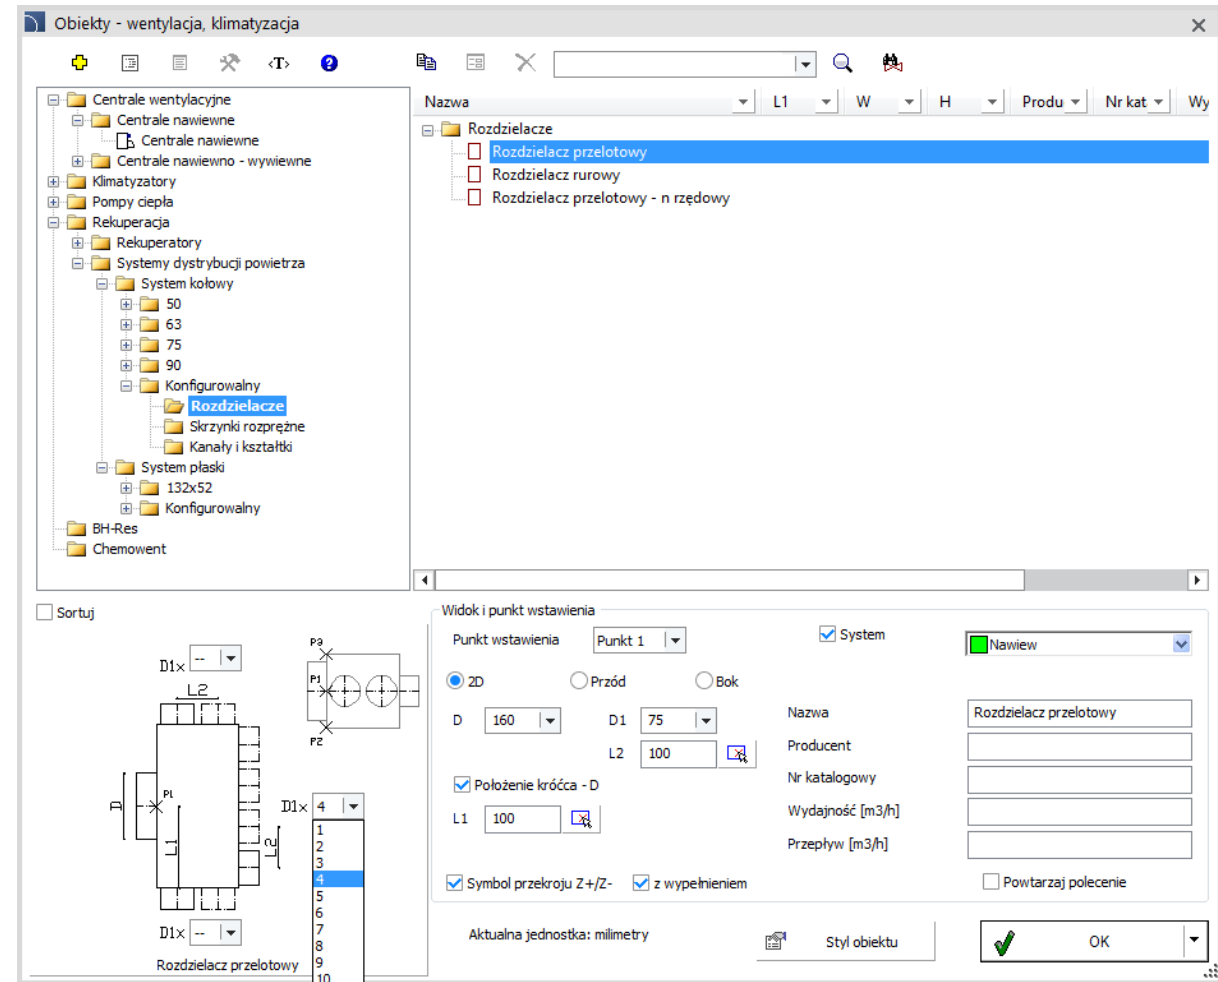 Obiekty - wentylacja, klimatyzacja
<T>
Centrale wentylacyjne
Centrale nawiewne
Centrale nawiewne
Centrale nawiewno - wywiewne
Klimatyzatory
Pompy ciepła
Rekuperacja
Rekuperatory
Systemy dystrybucji powietrza
System kołowy
50
63
75
90
Konfigurowalny
Rozdzielacze
Skrzynki rozprężne
Kanały i kształtki
System płaski
132x52
Konfigurowalny
BH-Res
Chemowent
Nazwa L1 W H Produ Nr kat Wy
Rozdzielacze
Rozdzielacz przelotowy
Rozdzielacz rurowy
Rozdzielacz przelotowy - n rzędowy
Sortuj
D1x --
L2
P3
P1
P2
D
P1
L1
D1x 4
L2
1
2
3
4
5
6
7
8
9
10
D1x --
Rozdzielacz przelotowy
Widok i punkt wstawienia
Punkt wstawienia Punkt 1
System Nawiew
2D Przód Bok
D 160 D1 75
L2 100
Położenie króćca - D
L1 100
Nazwa Rozdzielacz przelotowy
Producent
Nr katalogowy
Wydajność [m3/h]
Przepływ [m3/h]
Symbol przekroju Z+/Z- z wypełnieniem
Powtarzaj polecenie
Aktualna jednostka: milimetry
Styl obiektu
OK